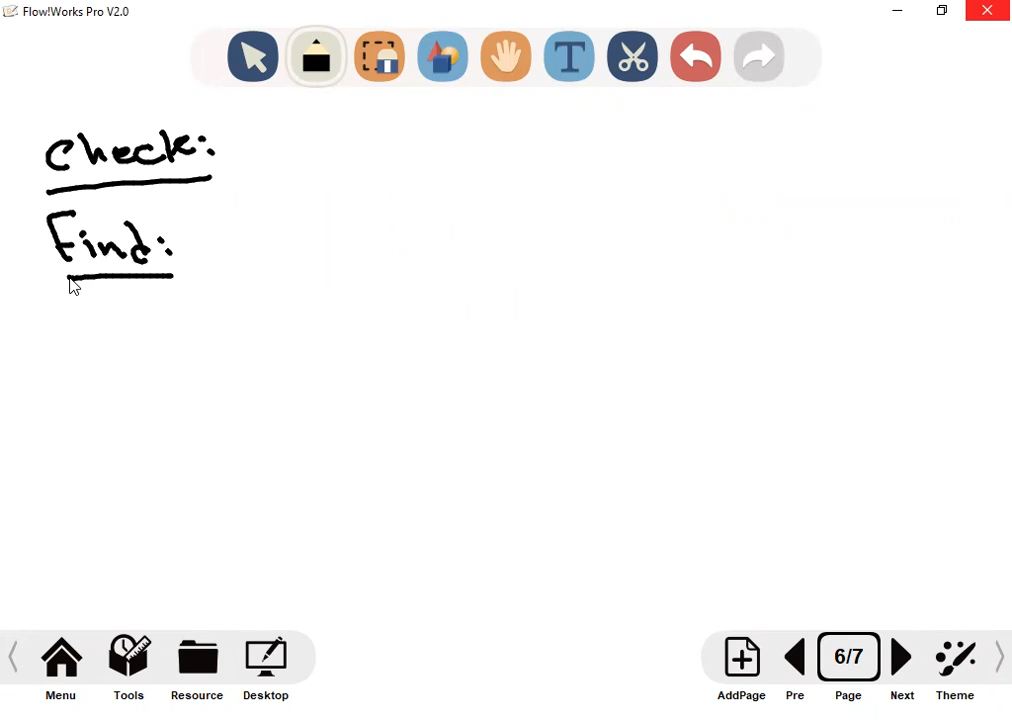 Flow!Works Pro V2.0
T
check:
Find:
6/7
Menu Tools Resource Desktop AddPage Pre Page Next Theme